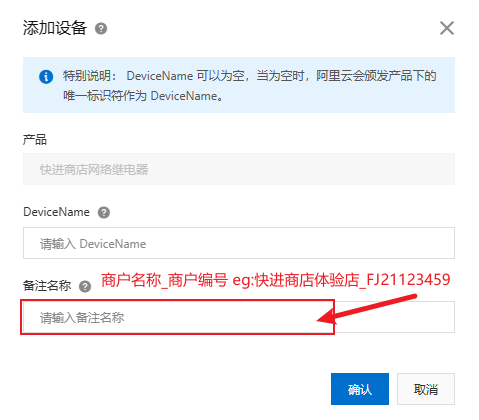 添加设备
特别说明： DeviceName 可以为空，当为空时，阿里云会颁发产品下的
唯一标识符作为 DeviceName。
产品
快进商店网络继电器
DeviceName
请输入 DeviceName
备注名称
商户名称_商户编号 eg:快进商店体验店_FJ21123459
请输入备注名称
确认
取消